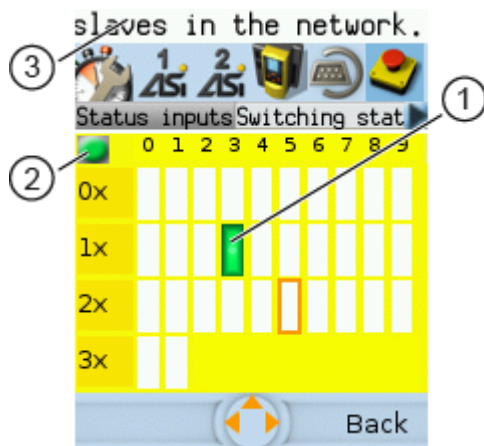 slaves in the network.
3
1 2
ASi ASi
1
Status inputs Switching stat
2
0 1 2 3 4 5 6 7 8 9
0x
1x
2x
3x
Back